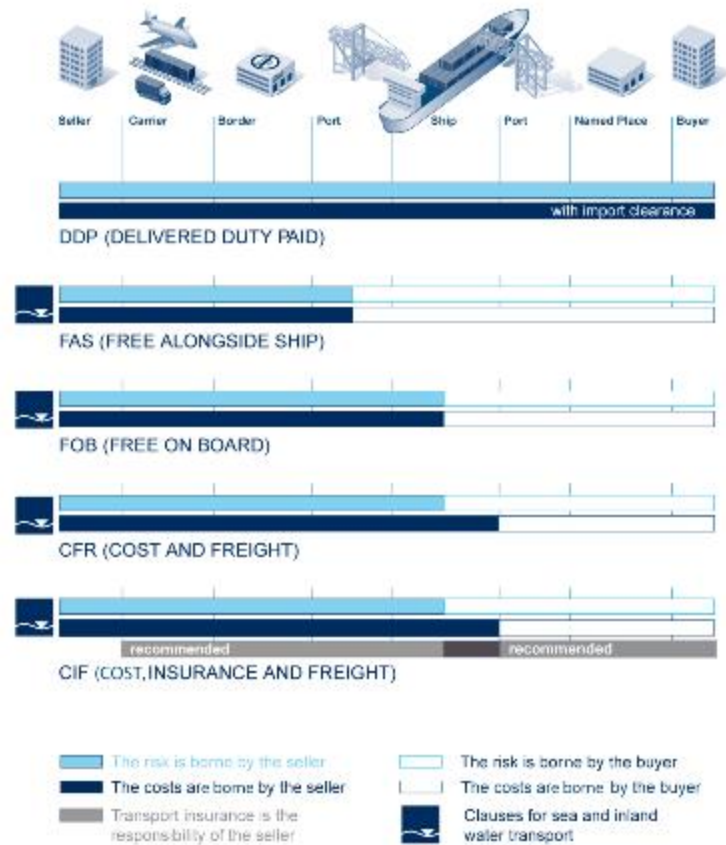 Seller Carrier Border Port Ship Port Named Place Buyer
with import clearance
DDP (DELIVERED DUTY PAID)
FAS (FREE ALONGSIDE SHIP)
FOB (FREE ON BOARD)
CFR (COST AND FREIGHT)
recommended recommended
CIF (COST, INSURANCE AND FREIGHT)
The risk is borne by the seller
The costs are borne by the seller
Transport insurance is the
responsibility of the seller
The risk is borne by the buyer
The costs are borne by the buyer
Clauses for sea and inland
water transport